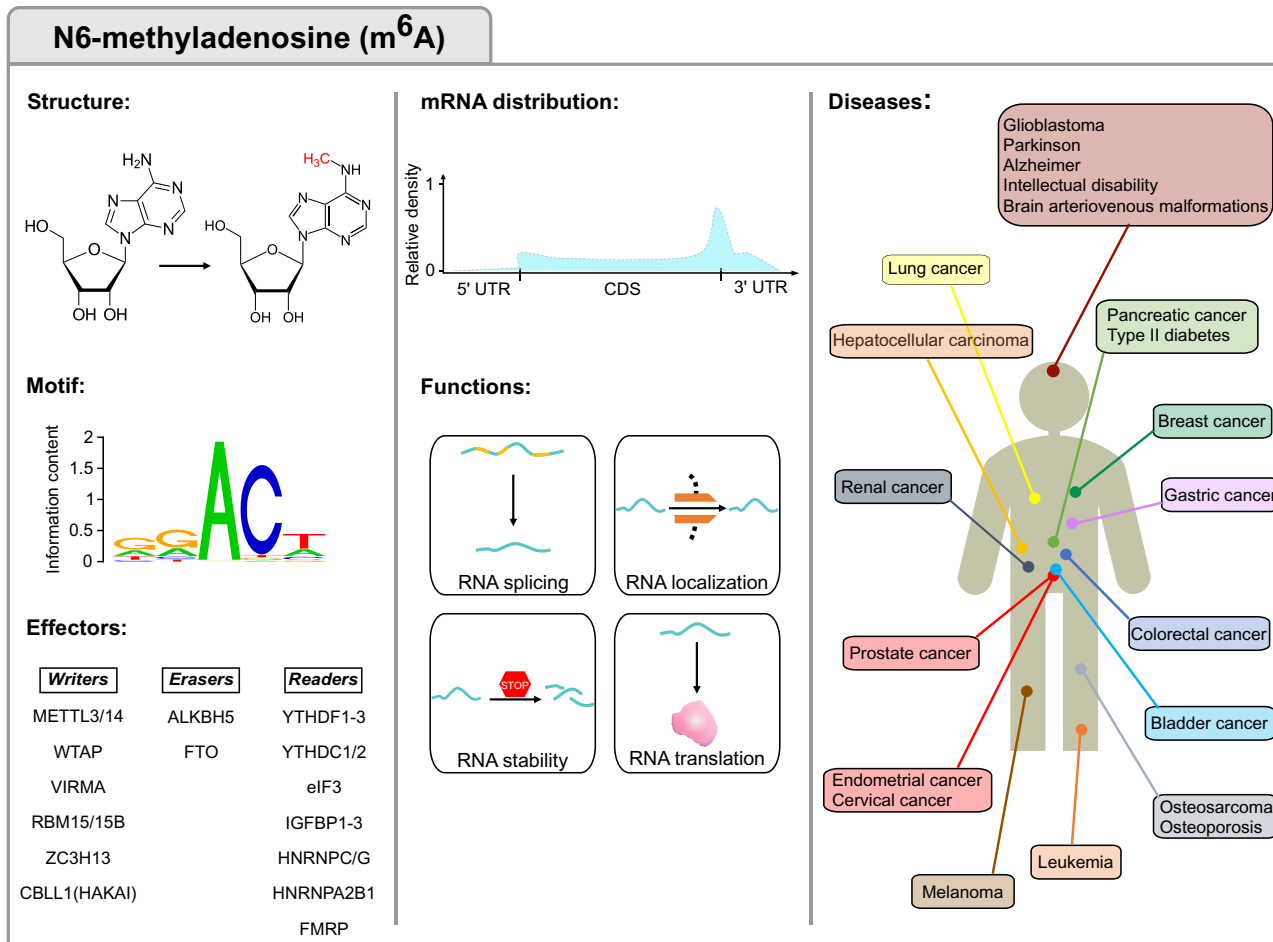 N6-methyladenosine (m6A)
Structure:
H2N
N
N
N
N
HO
O
OH OH
H3C
NH
N
N
N
N
HO
O
OH OH
Motif:
Information content
2
1.5
1
0.5
0
GGACT
Effectors:
Writers
METTL3/14
WTAP
VIRMA
RBM15/15B
ZC3H13
CBLL1(HAKAI)
Erasers
ALKBH5
FTO
Readers
YTHDF1-3
YTHDC1/2
eIF3
IGFBP1-3
HNRNPC/G
HNRNPA2B1
FMRP
mRNA distribution:
Relative density
1
0
5' UTR CDS 3' UTR
Functions:
RNA splicing
RNA localization
STOP
RNA stability
RNA translation
Diseases:
Glioblastoma
Parkinson
Alzheimer
Intellectual disability
Brain arteriovenous malformations
Lung cancer
Pancreatic cancer
Type II diabetes
Hepatocellular carcinoma
Breast cancer
Renal cancer
Gastric cancer
Colorectal cancer
Prostate cancer
Bladder cancer
Endometrial cancer
Cervical cancer
Osteosarcoma
Osteoporosis
Leukemia
Melanoma